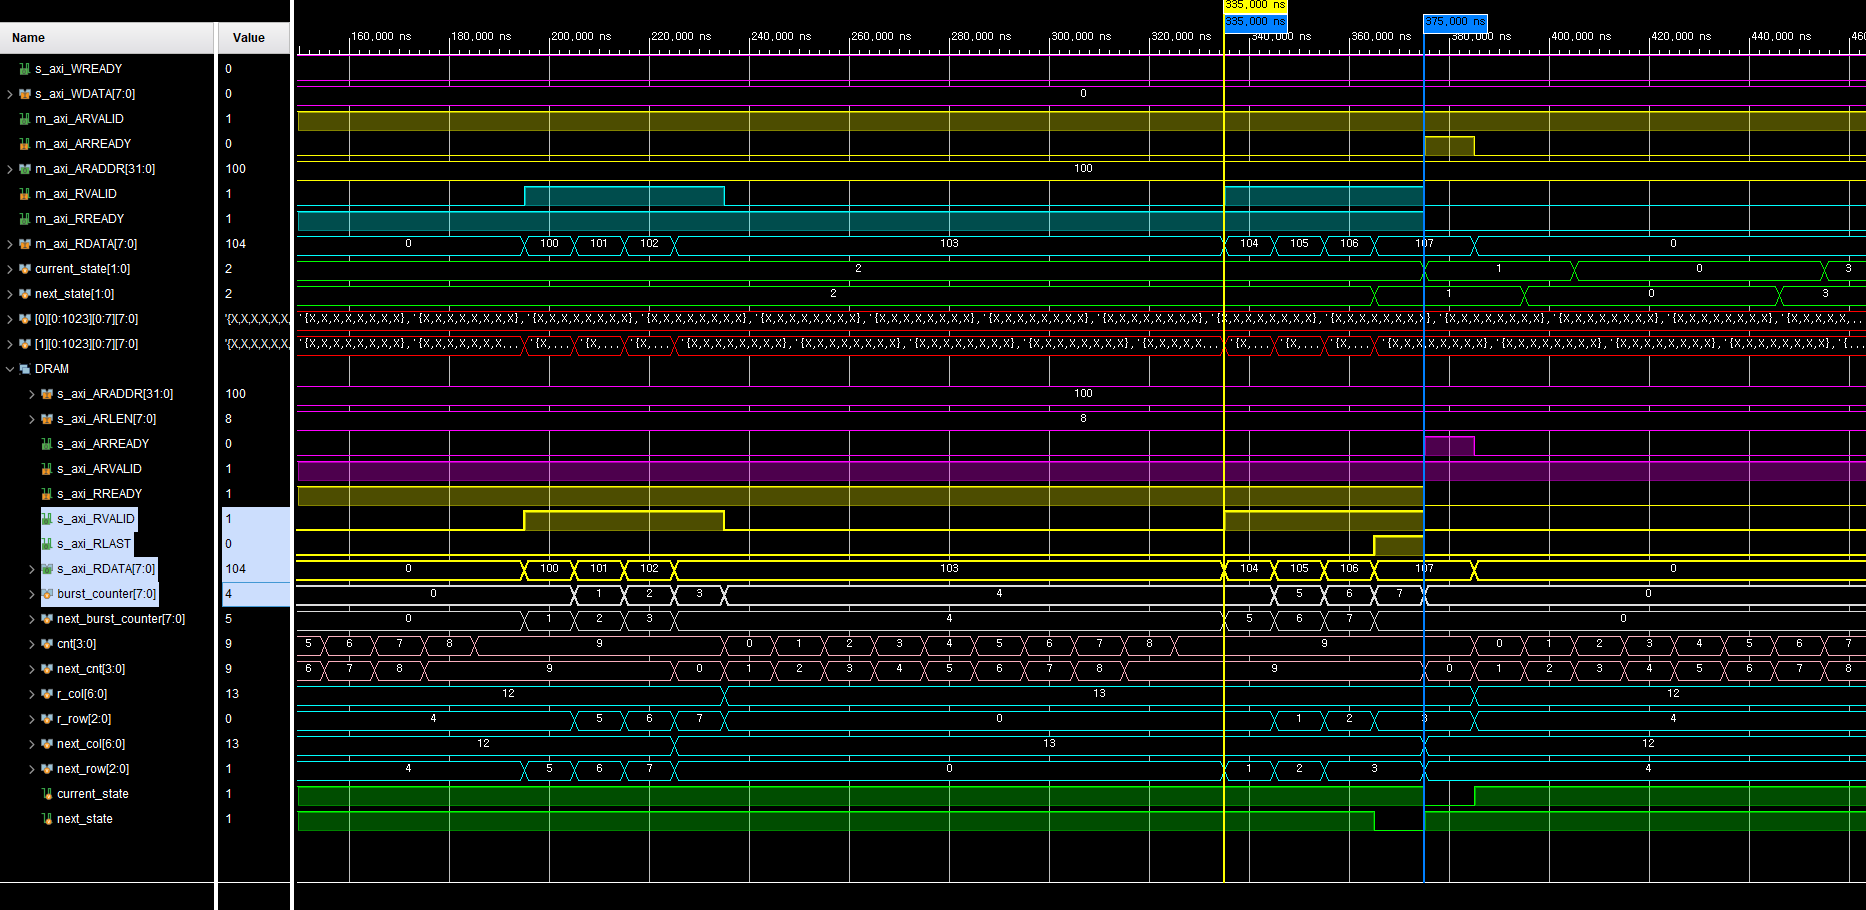 335,000 ns
335,000 ns 375,000 ns
Name Value 160,000 ns 180,000 ns 200,000 ns 220,000 ns 240,000 ns 260,000 ns 280,000 ns 300,000 ns 320,000 ns 340,000 ns 360,000 ns 380,000 ns 400,000 ns 420,000 ns 440,000 ns 460
s_axi_WREADY 0
s_axi_WDATA[7:0] 0 0
m_axi_ARVALID 1
m_axi_ARREADY 0
m_axi_ARADDR[31:0] 100 100
m_axi_RVALID 1
m_axi_RREADY 1
m_axi_RDATA[7:0] 104 0 100 101 102 103 104 105 106 107 0
current_state[1:0] 2 2 1 0 3
next_state[1:0] 2 2 1 0 3
[0][0:1023][0:7][7:0] '{X,X,X,X,X,X,
[1][0:1023][0:7][7:0] '{X,X,X,X,X,X,
DRAM
s_axi_ARADDR[31:0] 100 100
s_axi_ARLEN[7:0] 8 8
s_axi_ARREADY 0
s_axi_ARVALID 1
s_axi_RREADY 1
s_axi_RVALID 1
s_axi_RLAST 0
s_axi_RDATA[7:0] 104 0 100 101 102 103 104 105 106 107 0
burst_counter[7:0] 4 0 1 2 3 4 5 6 7 0
next_burst_counter[7:0] 5 0 1 2 3 4 5 6 7 0
cnt[3:0] 9 5 6 7 8 9 0 1 2 3 4 5 6 7 8 9 0 1 2 3 4 5 6 7
next_cnt[3:0] 9 6 7 8 9 0 1 2 3 4 5 6 7 8 9 0 1 2 3 4 5 6 7 8
r_col[6:0] 13 12 13 12
r_row[2:0] 0 4 5 6 7 0 1 2 3 4
next_col[6:0] 13 12 13 12
next_row[2:0] 1 4 5 6 7 0 1 2 3 4
current_state 1
next_state 1